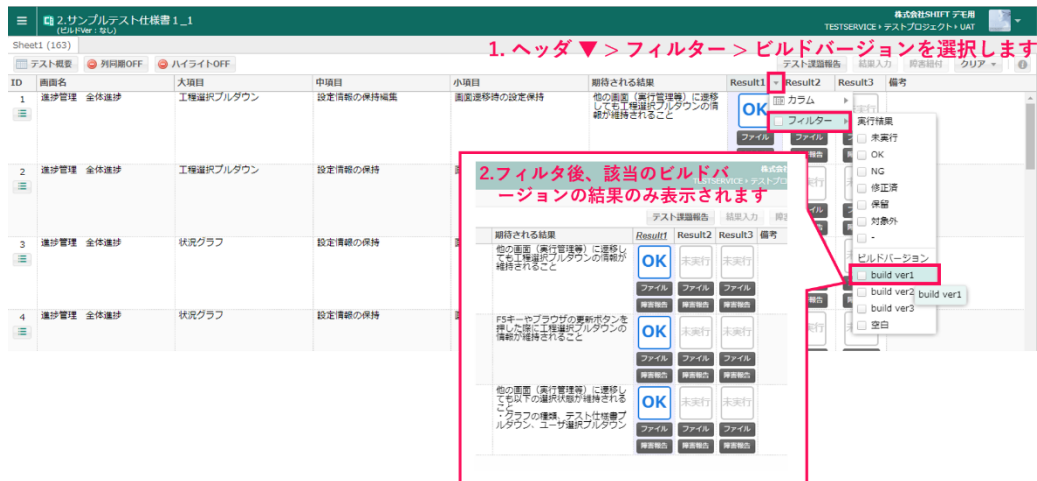 2.サンプルテスト仕様書1_1
(ビルドVer : なし)
株式会社SHIFT デモ用
TESTSERVICE › テストプロジェクト › UAT
Sheet1 (163)
1. ヘッダ ▼ > フィルター > ビルドバージョンを選択します
テスト概要 列同期OFF ハイライトOFF
テスト課題報告 結果入力 障害紐付 クリア
ID 画面名 大項目 中項目 小項目 期待される結果 Result1 Result2 Result3 備考
1 進捗管理 全体進捗 工程選択プルダウン 設定情報の保持編集 画面遷移時の設定保持 他の画面（実行管理等）に遷移
しても工程選択プルダウンの情
報が維持されること
OK
ファイル ファイル
カラム
フィルター
実行結果
未実行
OK
NG
修正済
保留
対象外
-
ビルドバージョン
build ver1
build ver2
build ver1
build ver3
空白
2 進捗管理 全体進捗 工程選択プルダウン 設定情報の保持
3 進捗管理 全体進捗 状況グラフ 設定情報の保持
4 進捗管理 全体進捗 状況グラフ 設定情報の保持
2.フィルタ後、該当のビルドバ
ージョンの結果のみ表示されます
株式会
TESTSERVICE › テストプロ
テスト課題報告 結果入力
期待される結果 Result1 Result2 Result3 備考
他の画面（実行管理等）に遷移し
ても工程選択プルダウンの情報が
維持されること
OK 未実行 未実行
ファイル ファイル ファイル
障害報告 障害報告 障害報告
F5キーやブラウザの更新ボタンを
押した際に工程選択プルダウンの
情報が維持されること
OK 未実行 未実行
ファイル ファイル ファイル
障害報告 障害報告 障害報告
他の画面（実行管理等）に遷移し
ても以下の選択状態が維持される
こと
・グラフの種類、テスト仕様書プ
ルダウン、ユーザ選択プルダウン
OK 未実行 未実行
ファイル ファイル ファイル
障害報告 障害報告 障害報告